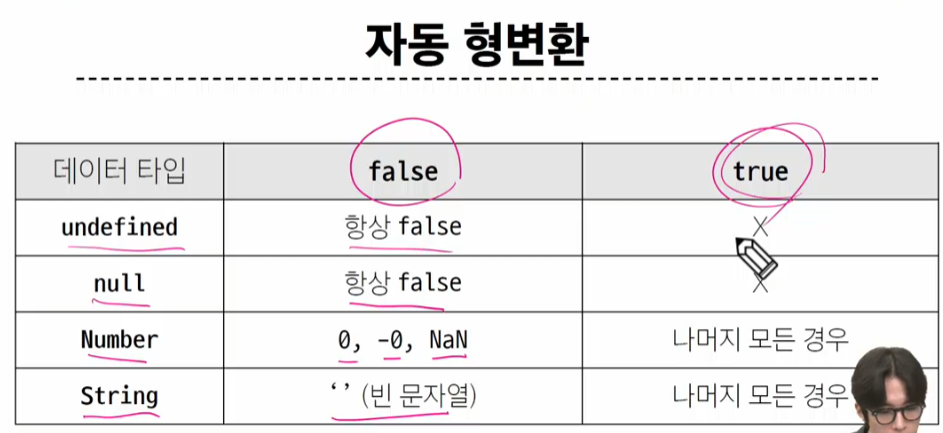 자동 형변환
데이터 타입 false true
undefined 항상 false X
null 항상 false X
Number 0, -0, NaN 나머지 모든 경우
String ‘’ (빈 문자열) 나머지 모든 경우